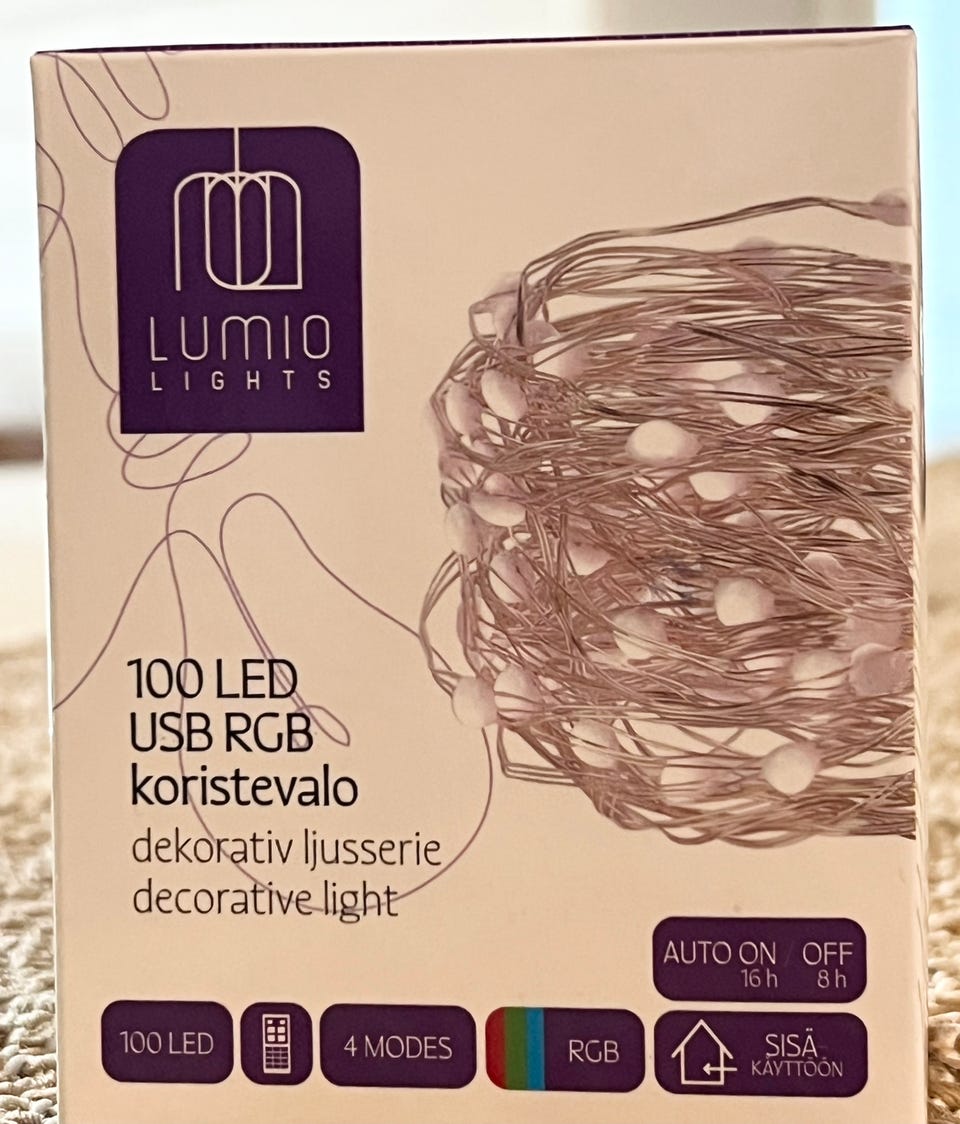 LUMIO
LIGHTS
100 LED
USB RGB
koristevalo
dekorativ ljusserie
decorative light
AUTO ON / OFF
16 h 8 h
100 LED
4 MODES
RGB
SISÄ-
KÄYTTÖÖN